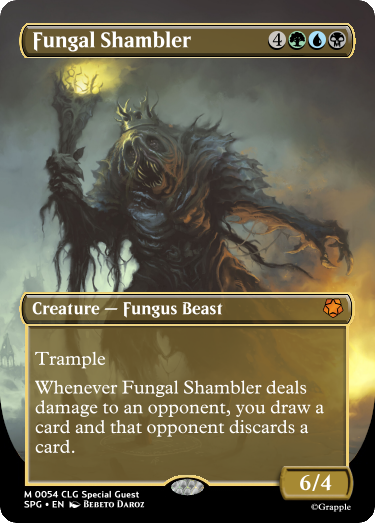 Fungal Shambler 4
Creature — Fungus Beast
Trample
Whenever Fungal Shambler deals
damage to an opponent, you draw a
card and that opponent discards a
card.
6/4
M 0054 CLG Special Guest
SPG • EN Bebeto Daroz
©Grapple